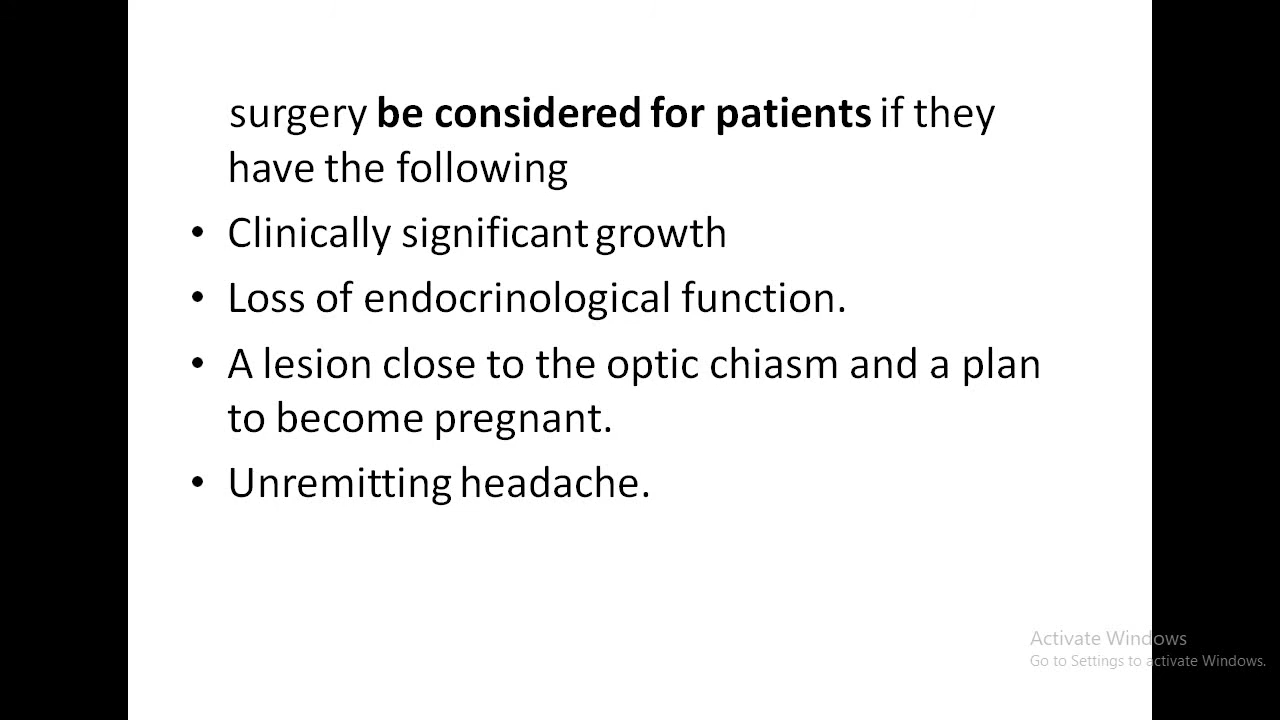 surgery be considered for patients if they
have the following
• Clinically significant growth
• Loss of endocrinological function.
• A lesion close to the optic chiasm and a plan
to become pregnant.
• Unremitting headache.
Activate Windows
Go to Settings to activate Windows.